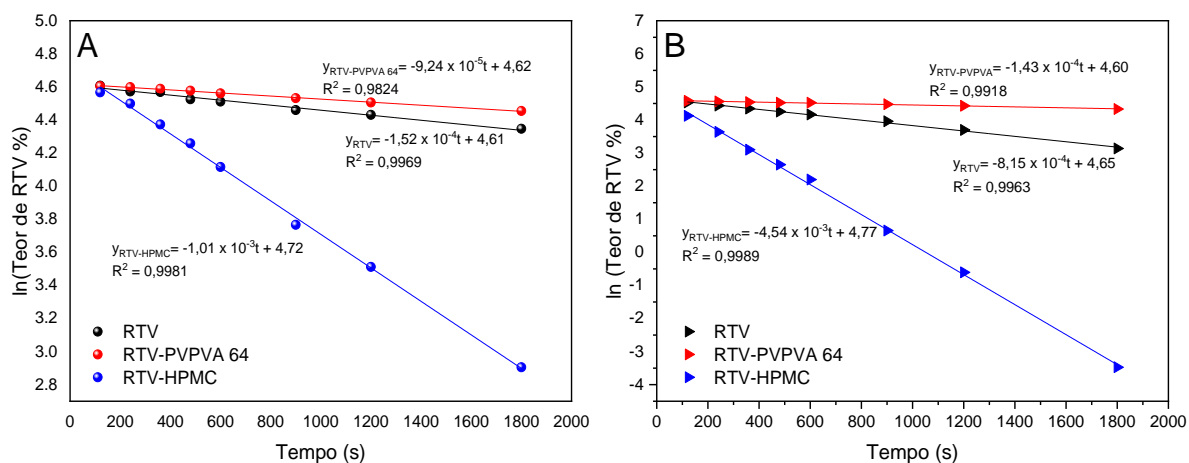 A
ln(Teor de RTV %)
5.0
4.8
4.6
4.4
4.2
4.0
3.8
3.6
3.4
3.2
3.0
2.8
y_RTV-PVPVA 64= -9,24 x 10⁻⁵t + 4,62
R² = 0,9824
y_RTV= -1,52 x 10⁻⁴t + 4,61
R² = 0,9969
y_RTV-HPMC= -1,01 x 10⁻³t + 4,72
R² = 0,9981
RTV
RTV-PVPVA 64
RTV-HPMC
0 200 400 600 800 1000 1200 1400 1600 1800 2000
Tempo (s)
B
ln (Teor de RTV %)
7
6
5
4
3
2
1
0
-1
-2
-3
-4
y_RTV-PVPVA= -1,43 x 10⁻⁴t + 4,60
R² = 0,9918
y_RTV= -8,15 x 10⁻⁴t + 4,65
R² = 0,9963
y_RTV-HPMC= -4,54 x 10⁻³t + 4,77
R² = 0,9989
RTV
RTV-PVPVA 64
RTV-HPMC
0 200 400 600 800 1000 1200 1400 1600 1800 2000
Tempo (s)